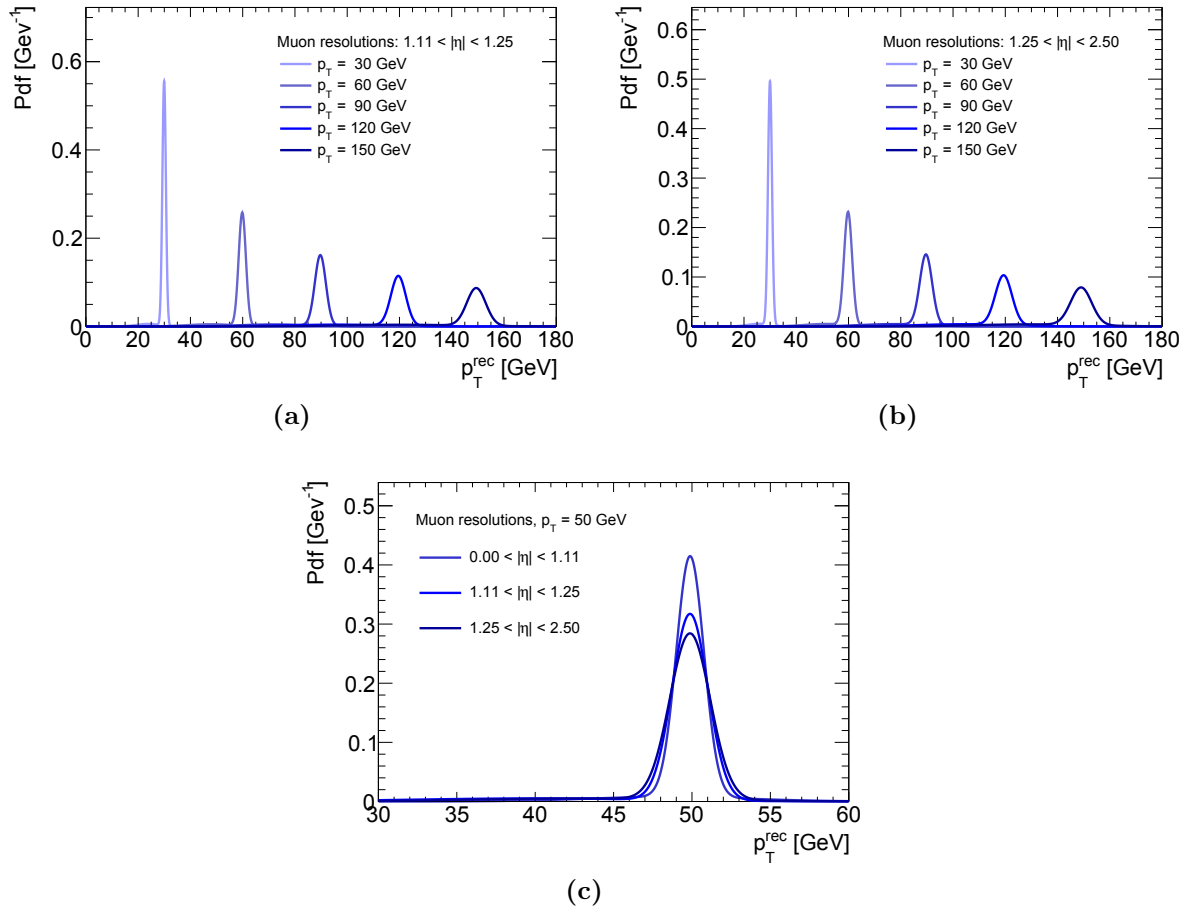 Pdf [Gev⁻¹]
Muon resolutions: 1.11 < |η| < 1.25
p_T = 30 GeV
p_T = 60 GeV
p_T = 90 GeV
p_T = 120 GeV
p_T = 150 GeV
0.6
0.4
0.2
0
0 20 40 60 80 100 120 140 160 180
p_T^rec [GeV]
(a)
Pdf [Gev⁻¹]
Muon resolutions: 1.25 < |η| < 2.50
p_T = 30 GeV
p_T = 60 GeV
p_T = 90 GeV
p_T = 120 GeV
p_T = 150 GeV
0.6
0.5
0.4
0.3
0.2
0.1
0
0 20 40 60 80 100 120 140 160 180
p_T^rec [GeV]
(b)
Pdf [Gev⁻¹]
Muon resolutions, p_T = 50 GeV
0.00 < |η| < 1.11
1.11 < |η| < 1.25
1.25 < |η| < 2.50
0.5
0.4
0.3
0.2
0.1
0
30 35 40 45 50 55 60
p_T^rec [GeV]
(c)